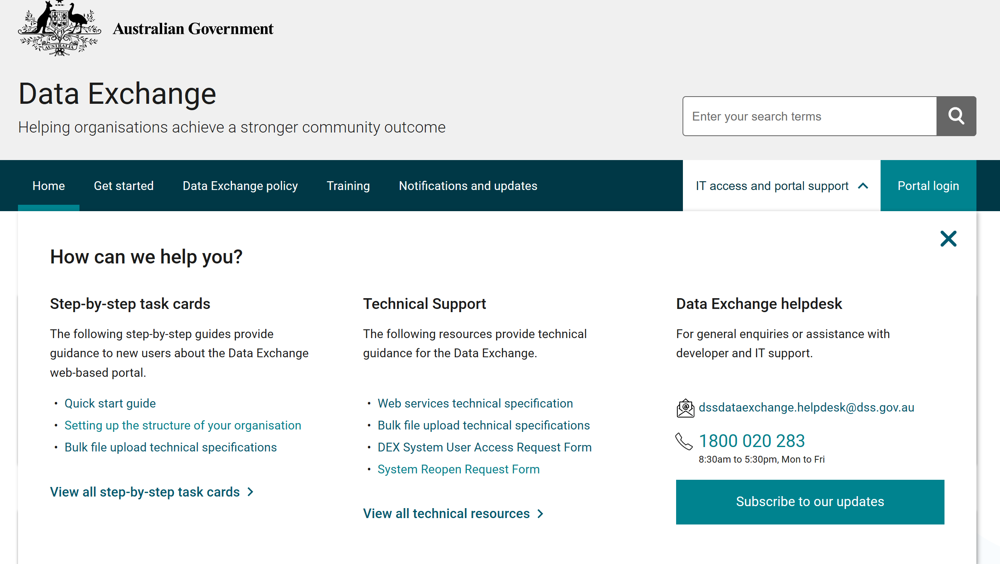 AUSTRALIA
Australian Government
Data Exchange
Helping organisations achieve a stronger community outcome
Enter your search terms
Home
Get started
Data Exchange policy
Training
Notifications and updates
IT access and portal support
Portal login
How can we help you?
Step-by-step task cards
The following step-by-step guides provide
guidance to new users about the Data Exchange
web-based portal.
• Quick start guide
• Setting up the structure of your organisation
• Bulk file upload technical specifications
View all step-by-step task cards
Technical Support
The following resources provide technical
guidance for the Data Exchange.
• Web services technical specification
• Bulk file upload technical specifications
• DEX System User Access Request Form
• System Reopen Request Form
View all technical resources
Data Exchange helpdesk
For general enquiries or assistance with
developer and IT support.
dssdataexchange.helpdesk@dss.gov.au
1800 020 283
8:30am to 5:30pm, Mon to Fri
Subscribe to our updates